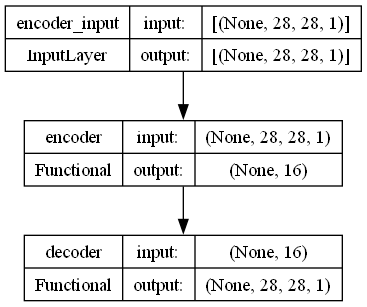 encoder_input input: [(None, 28, 28, 1)]
InputLayer output: [(None, 28, 28, 1)]
encoder input: (None, 28, 28, 1)
Functional output: (None, 16)
decoder input: (None, 16)
Functional output: (None, 28, 28, 1)